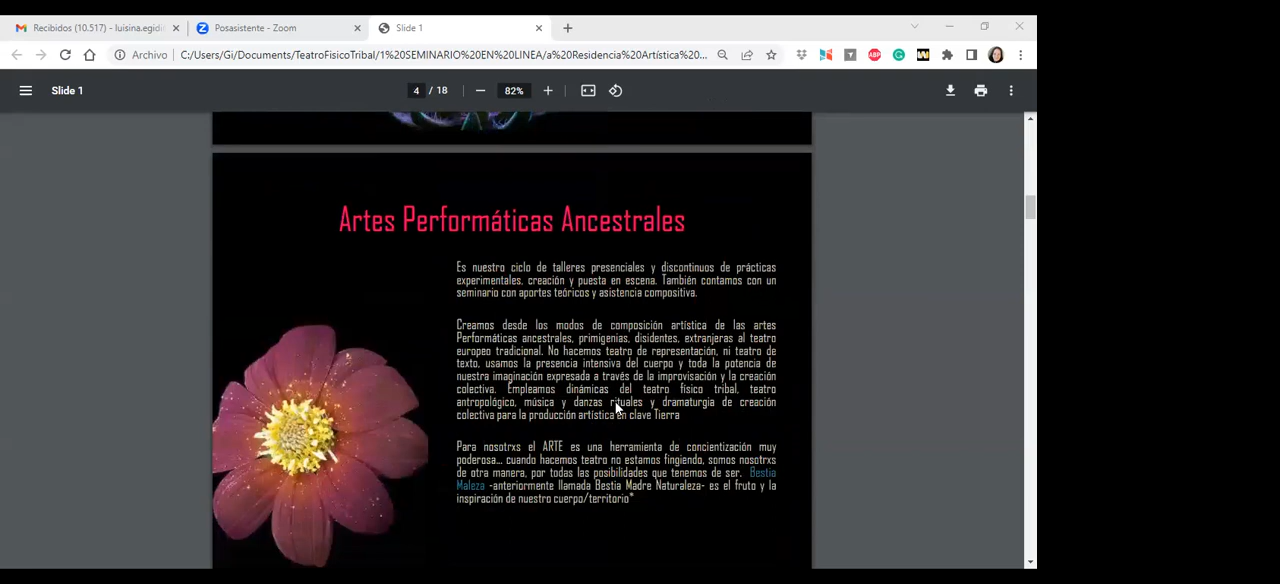 Recibidos (10.517) - luisina.egidi
Posasistente - Zoom
Slide 1
Archivo
C:/Users/Gi/Documents/TeatroFisicoTribal/1%20SEMINARIO%20EN%20LINEA/a%20Residencia%20Artística%20...
Slide 1
4 / 18
82%
Artes Performáticas Ancestrales
Es nuestro ciclo de talleres presenciales y discontinuos de prácticas
experimentales, creación y puesta en escena. También contamos con un
seminario con aportes teóricos y asistencia compositiva.
Creamos desde los modos de composición artística de las artes
Performáticas ancestrales, primigenias, disidentes, extranjeras al teatro
europeo tradicional. No hacemos teatro de representación, ni teatro de
texto, usamos la presencia intensiva del cuerpo y toda la potencia de
nuestra imaginación expresada a través de la improvisación y la creación
colectiva. Empleamos dinámicas del teatro físico tribal, teatro
antropológico, música y danzas rituales y dramaturgia de creación
colectiva para la producción artística en clave Tierra
Para nosotrxs el ARTE es una herramienta de concientización muy
poderosa... cuando hacemos teatro no estamos fingiendo, somos nosotrxs
de otra manera, por todas las posibilidades que tenemos de ser. Bestia
Maleza -anteriormente llamada Bestia Madre Naturaleza- es el fruto y la
inspiración de nuestro cuerpo/territorio*